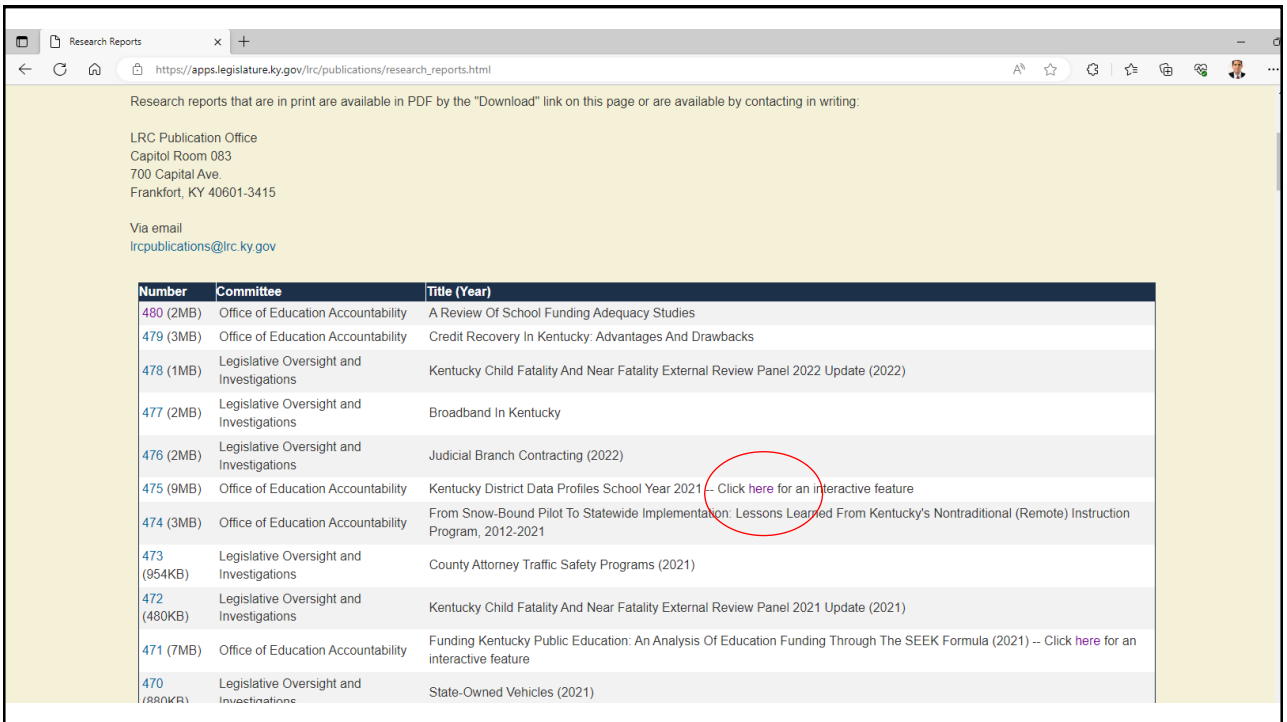 Research Reports
https://apps.legislature.ky.gov/lrc/publications/research_reports.html
Research reports that are in print are available in PDF by the "Download" link on this page or are available by contacting in writing:
LRC Publication Office
Capitol Room 083
700 Capital Ave.
Frankfort, KY 40601-3415
Via email
lrcpublications@lrc.ky.gov
Number Committee Title (Year)
480 (2MB) Office of Education Accountability A Review Of School Funding Adequacy Studies
479 (3MB) Office of Education Accountability Credit Recovery In Kentucky: Advantages And Drawbacks
478 (1MB) Legislative Oversight and
Investigations Kentucky Child Fatality And Near Fatality External Review Panel 2022 Update (2022)
477 (2MB) Legislative Oversight and
Investigations Broadband In Kentucky
476 (2MB) Legislative Oversight and
Investigations Judicial Branch Contracting (2022)
475 (9MB) Office of Education Accountability Kentucky District Data Profiles School Year 2021 -- Click here for an interactive feature
474 (3MB) Office of Education Accountability From Snow-Bound Pilot To Statewide Implementation: Lessons Learned From Kentucky's Nontraditional (Remote) Instruction
Program, 2012-2021
473
(954KB) Legislative Oversight and
Investigations County Attorney Traffic Safety Programs (2021)
472
(480KB) Legislative Oversight and
Investigations Kentucky Child Fatality And Near Fatality External Review Panel 2021 Update (2021)
471 (7MB) Office of Education Accountability Funding Kentucky Public Education: An Analysis Of Education Funding Through The SEEK Formula (2021) -- Click here for an
interactive feature
470
(880KB) Legislative Oversight and
Investigations State-Owned Vehicles (2021)